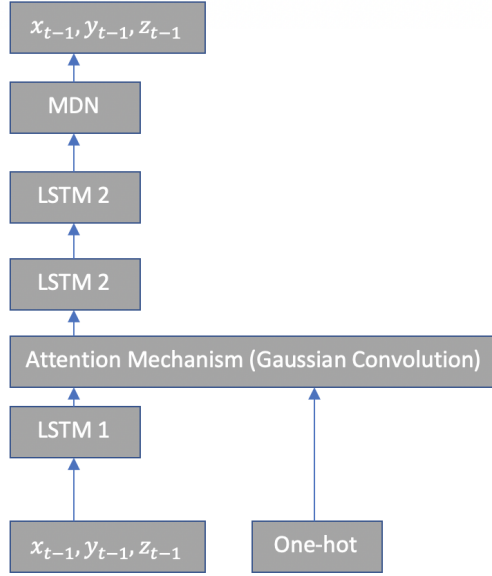 x_{t−1}, y_{t−1}, z_{t−1}
MDN
LSTM 2
LSTM 2
Attention Mechanism (Gaussian Convolution)
LSTM 1
x_{t−1}, y_{t−1}, z_{t−1}
One-hot